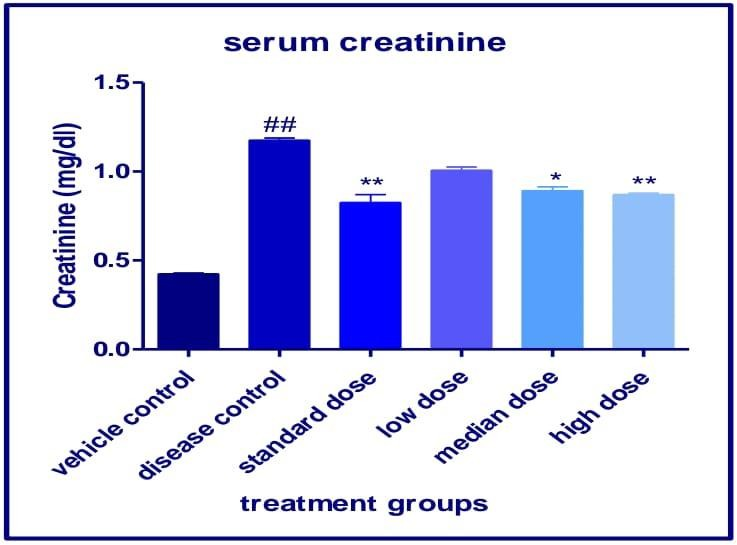 serum creatinine
Creatinine (mg/dl)
1.5
1.0
0.5
0.0
##
**
*
**
vehicle control
disease control
standard dose
low dose
median dose
high dose
treatment groups